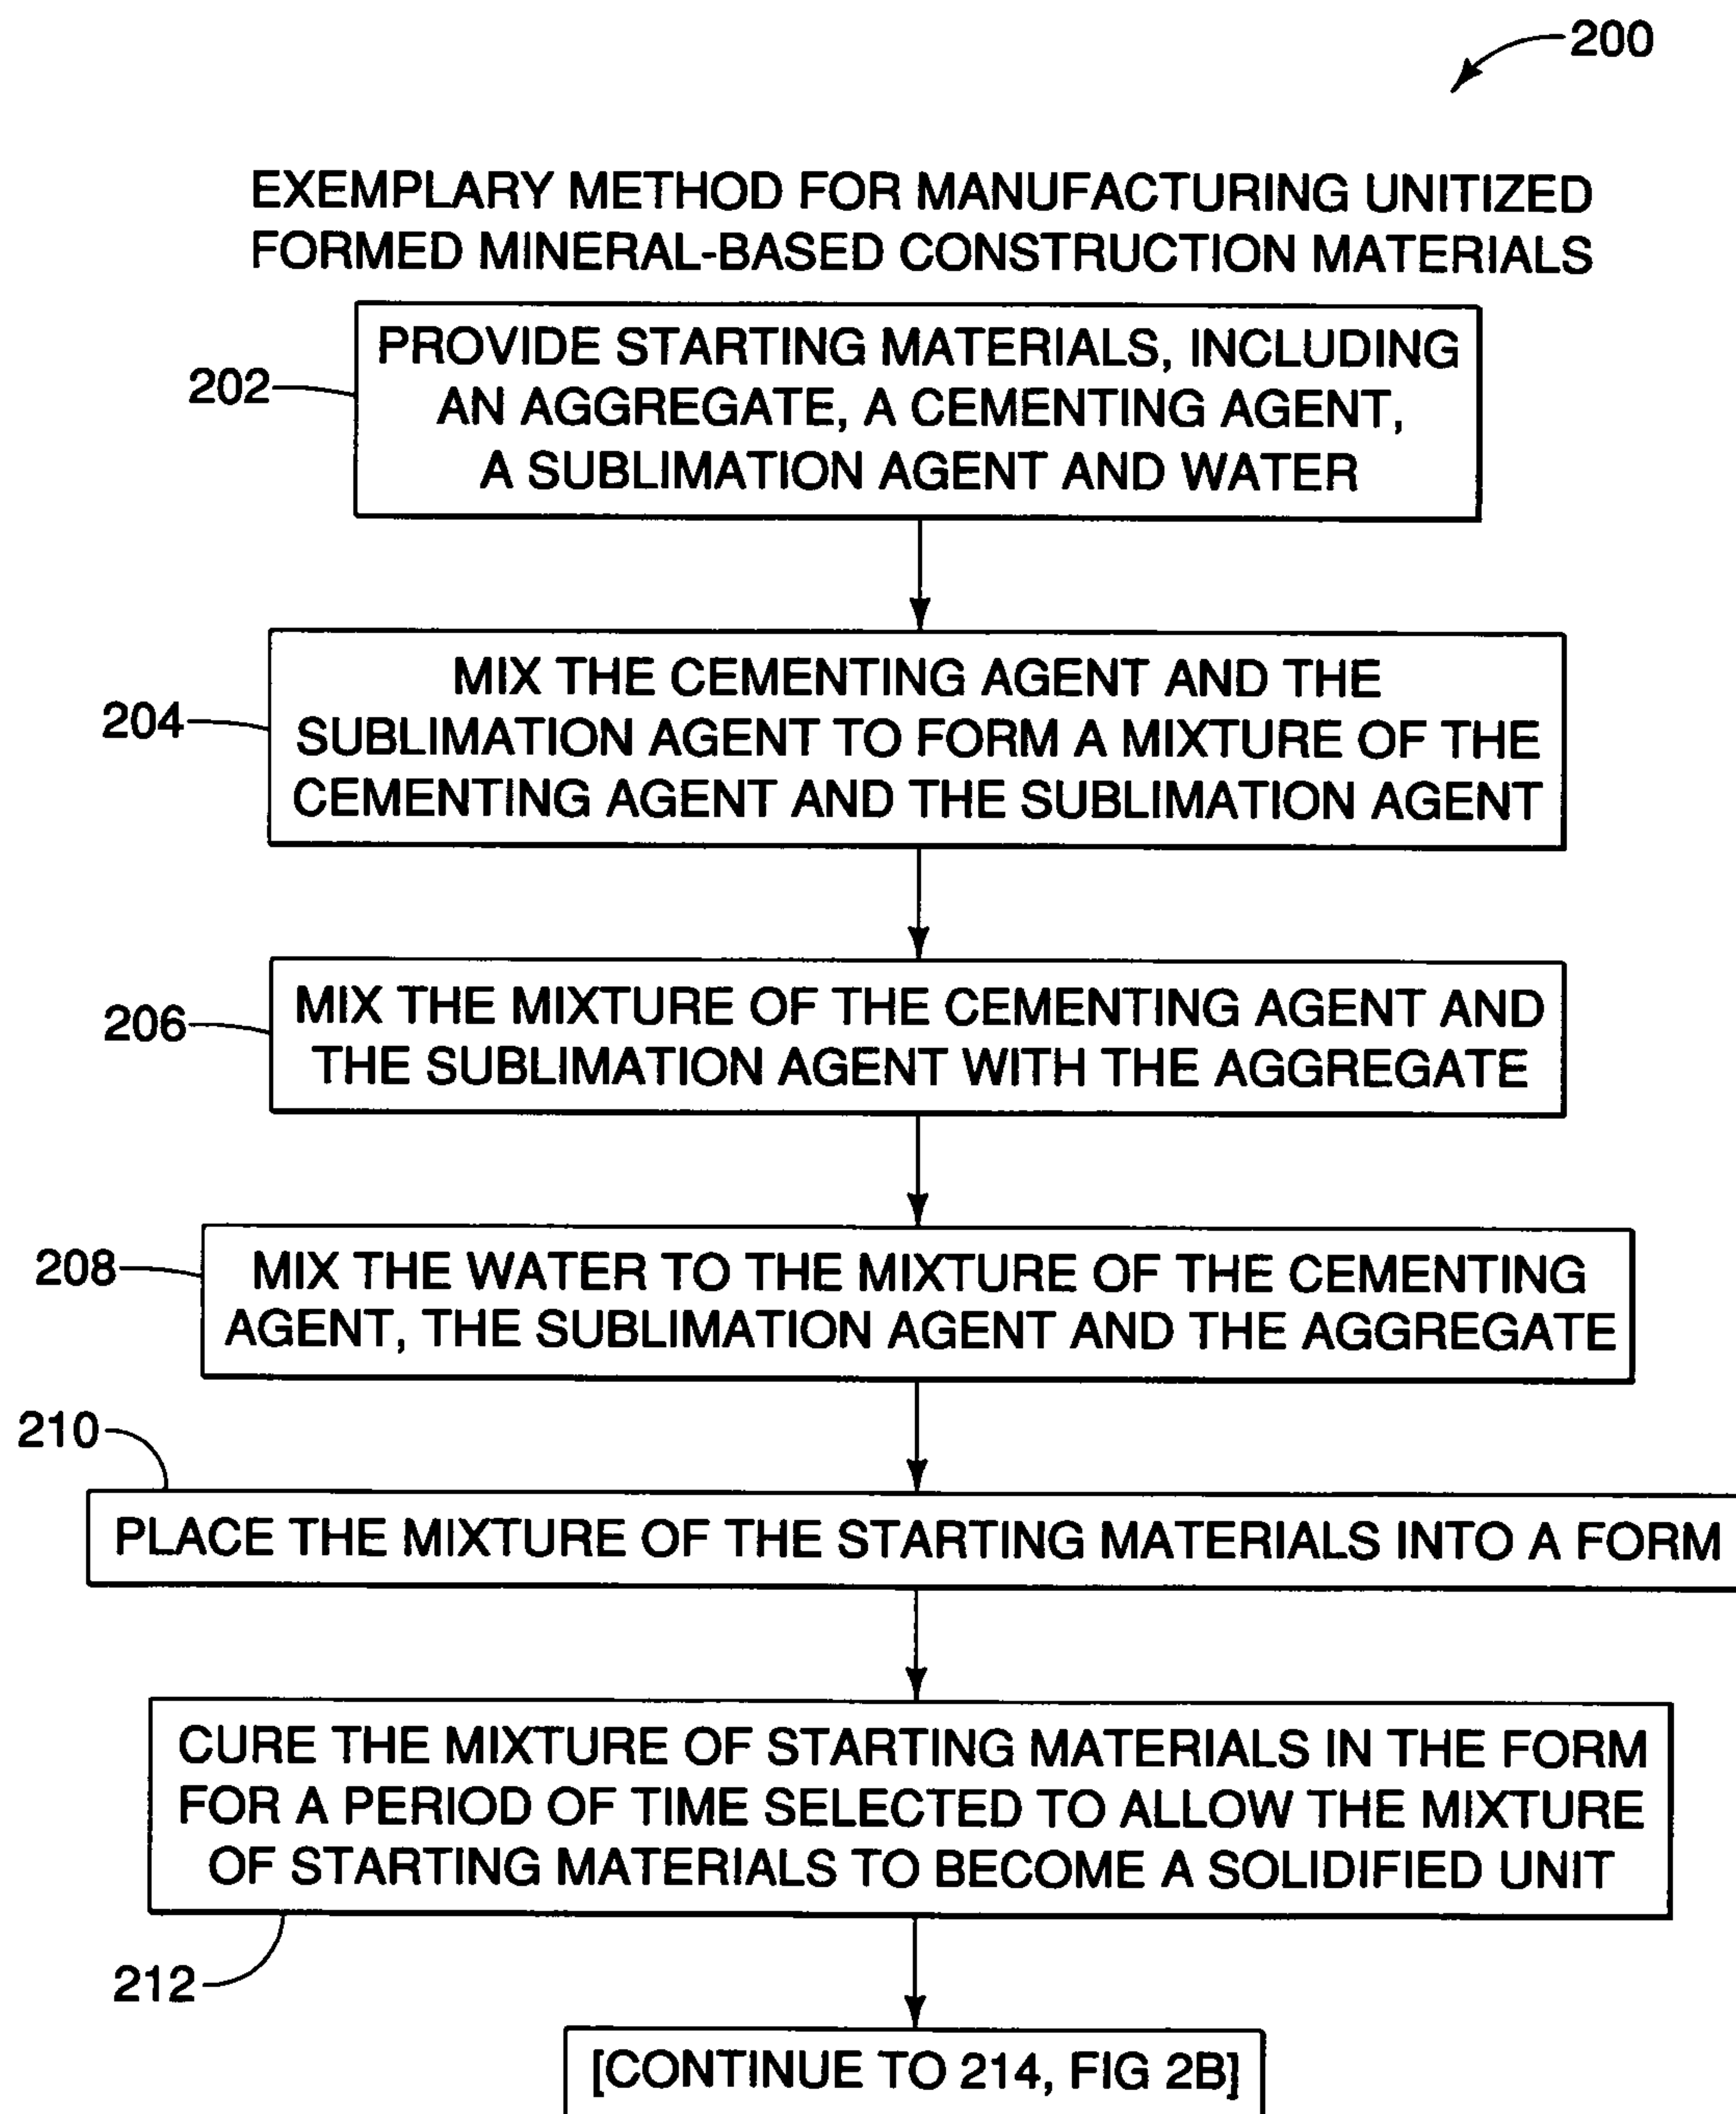 200
EXEMPLARY METHOD FOR MANUFACTURING UNITIZED
FORMED MINERAL-BASED CONSTRUCTION MATERIALS
202
PROVIDE STARTING MATERIALS, INCLUDING
AN AGGREGATE, A CEMENTING AGENT,
A SUBLIMATION AGENT AND WATER
204
MIX THE CEMENTING AGENT AND THE
SUBLIMATION AGENT TO FORM A MIXTURE OF THE
CEMENTING AGENT AND THE SUBLIMATION AGENT
206
MIX THE MIXTURE OF THE CEMENTING AGENT AND
THE SUBLIMATION AGENT WITH THE AGGREGATE
208
MIX THE WATER TO THE MIXTURE OF THE CEMENTING
AGENT, THE SUBLIMATION AGENT AND THE AGGREGATE
210
PLACE THE MIXTURE OF THE STARTING MATERIALS INTO A FORM
CURE THE MIXTURE OF STARTING MATERIALS IN THE FORM
FOR A PERIOD OF TIME SELECTED TO ALLOW THE MIXTURE
OF STARTING MATERIALS TO BECOME A SOLIDIFIED UNIT
212
[CONTINUE TO 214, FIG 2B]